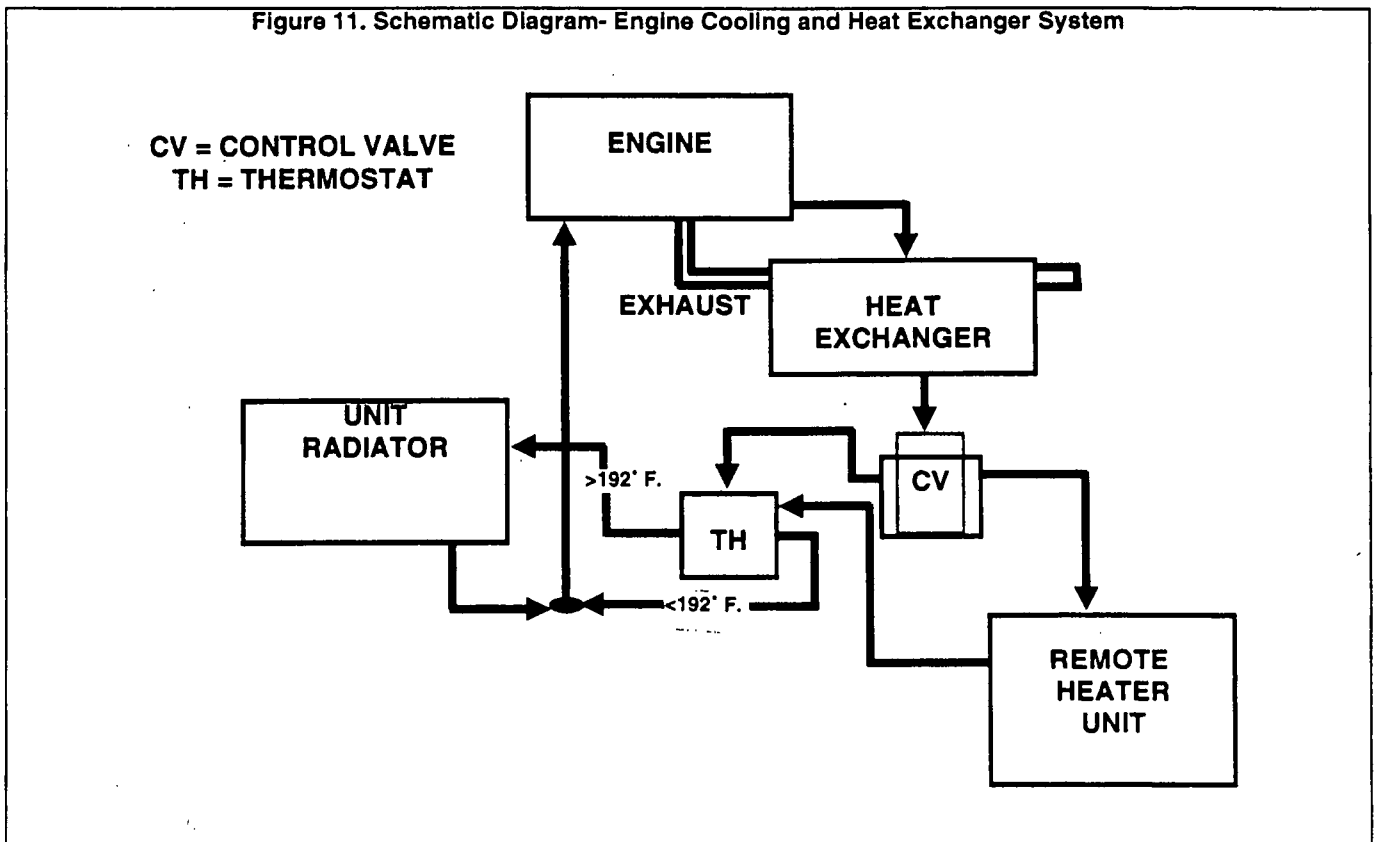 Figure 11. Schematic Diagram- Engine Cooling and Heat Exchanger System
CV = CONTROL VALVE
TH = THERMOSTAT
ENGINE
EXHAUST
HEAT
EXCHANGER
UNIT
RADIATOR
>192° F.
CV
TH
<192° F.
REMOTE
HEATER
UNIT